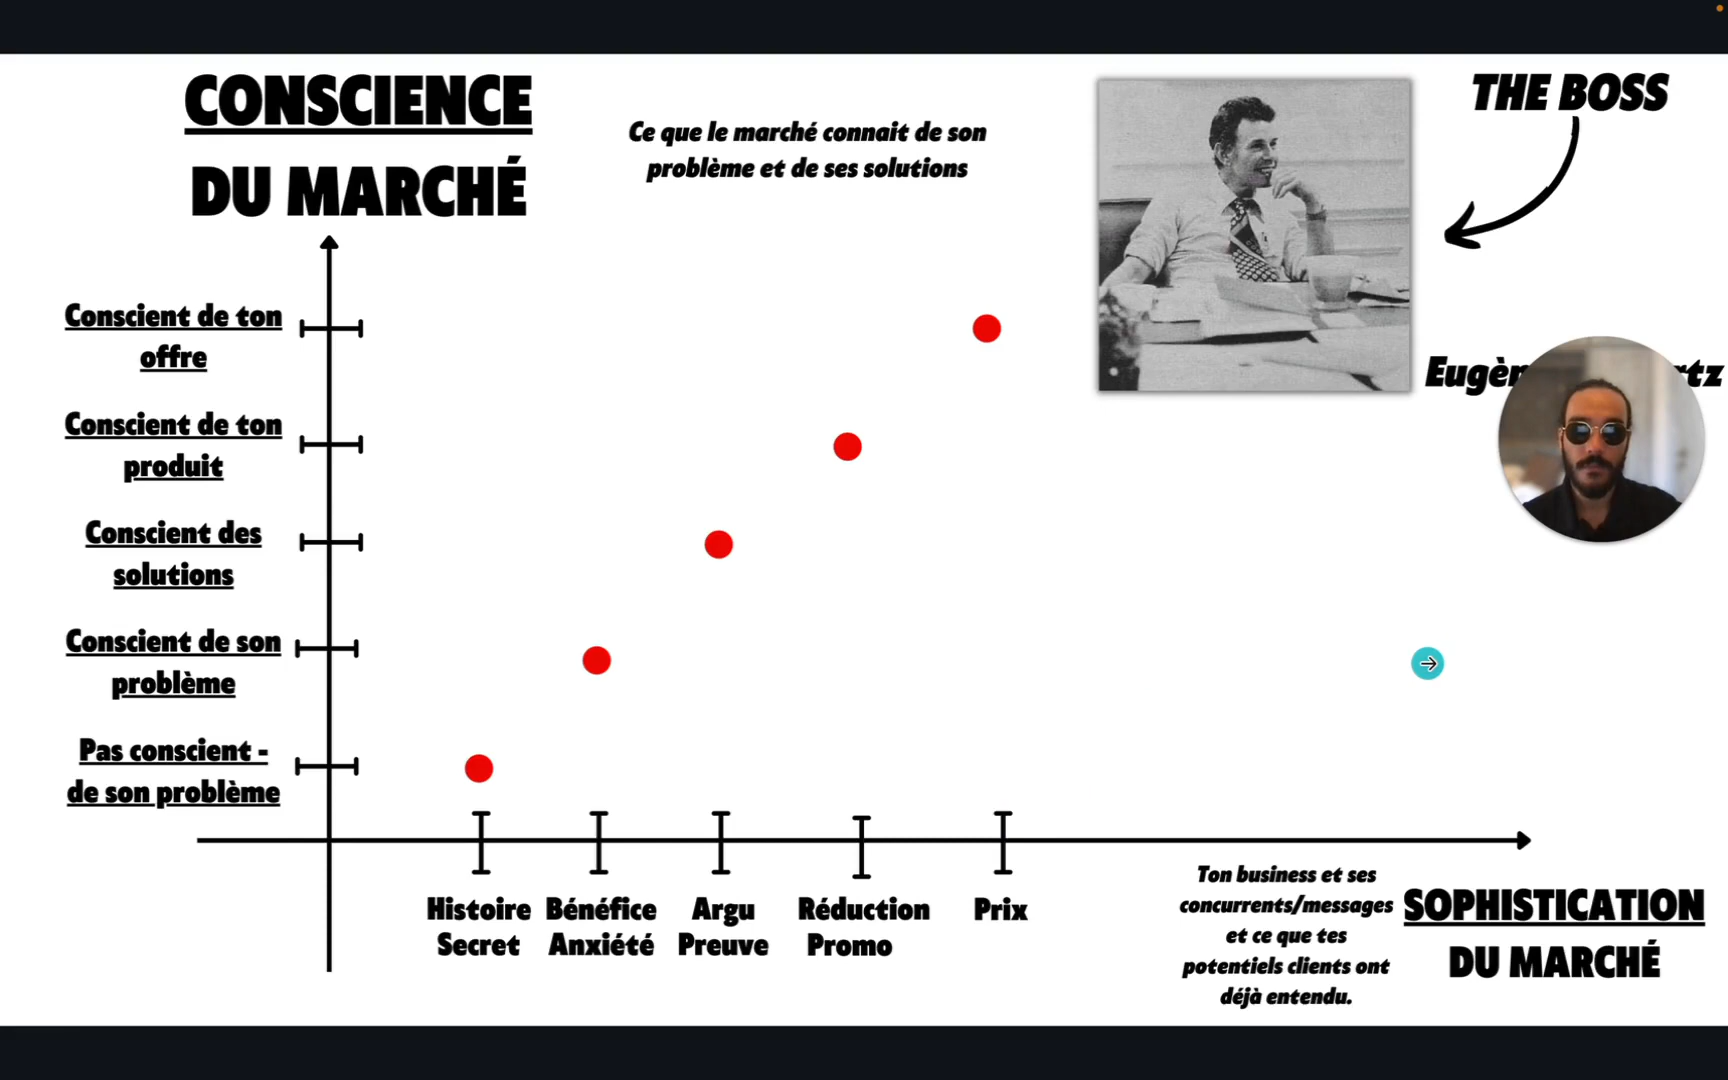 CONSCIENCE
DU MARCHÉ
Ce que le marché connait de son
problème et de ses solutions
THE BOSS
Conscient de ton
offre
Conscient de ton
produit
Conscient des
solutions
Conscient de son
problème
Pas conscient -
de son problème
Histoire
Secret
Bénéfice
Anxiété
Argu
Preuve
Réduction
Promo
Prix
Ton business et ses
concurrents/messages
et ce que tes
potentiels clients ont
déjà entendu.
SOPHISTICATION
DU MARCHÉ